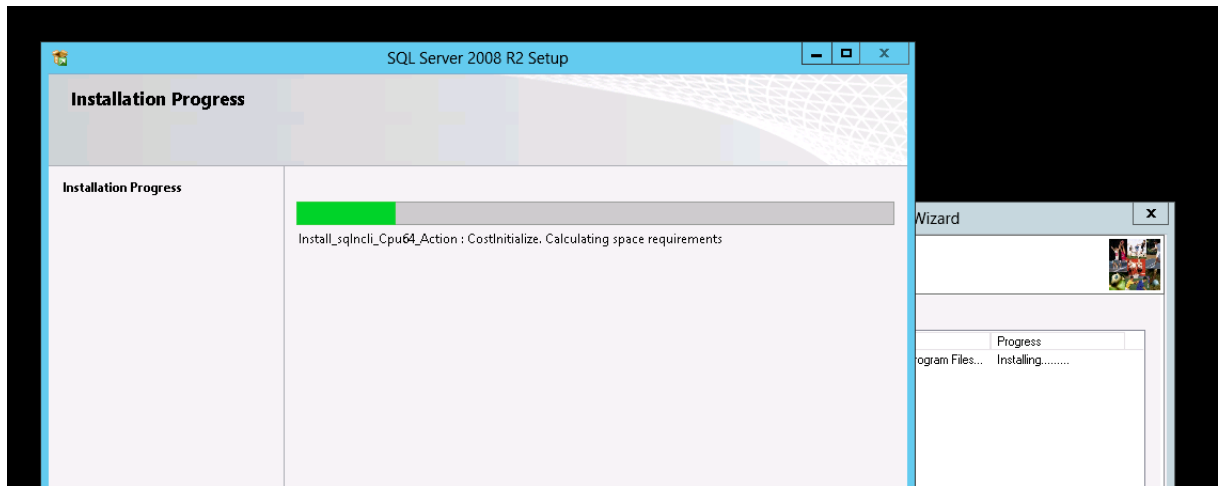 SQL Server 2008 R2 Setup
Installation Progress
Installation Progress
Install_sqlncli_Cpu64_Action : CostInitialize. Calculating space requirements
Wizard
Progress
rogram Files... Installing.........